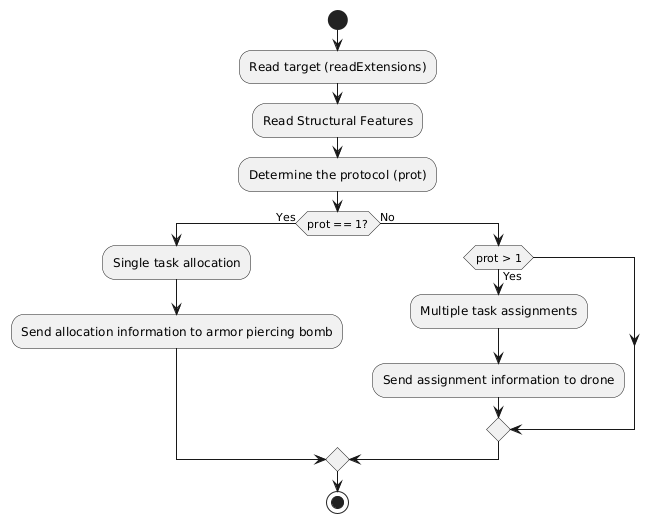 Read target (readExtensions)
Read Structural Features
Determine the protocol (prot)
Yes
prot == 1?
No
Single task allocation
Send allocation information to armor piercing bomb
prot > 1
Yes
Multiple task assignments
Send assignment information to drone